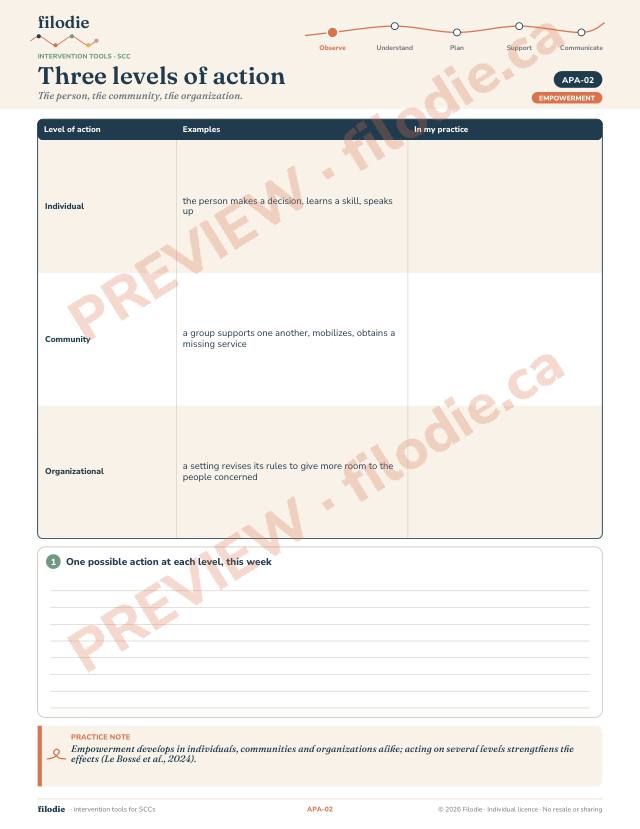 filodie
INTERVENTION TOOLS · SCC
Observe
Understand
Plan
Support
Communicate
Three levels of action
The person, the community, the organization.
APA-02
EMPOWERMENT
Level of action
Examples
In my practice
Individual
the person makes a decision, learns a skill, speaks
up
Community
a group supports one another, mobilizes, obtains a
missing service
Organizational
a setting revises its rules to give more room to the
people concerned
PREVIEW · filodie.ca
PREVIEW · filodie.ca
1 One possible action at each level, this week
PRACTICE NOTE
Empowerment develops in individuals, communities and organizations alike; acting on several levels strengthens the
effects (Le Bossé et al., 2024).
filodie · intervention tools for SCCs
APA-02
© 2026 Filodie · Individual licence · No resale or sharing